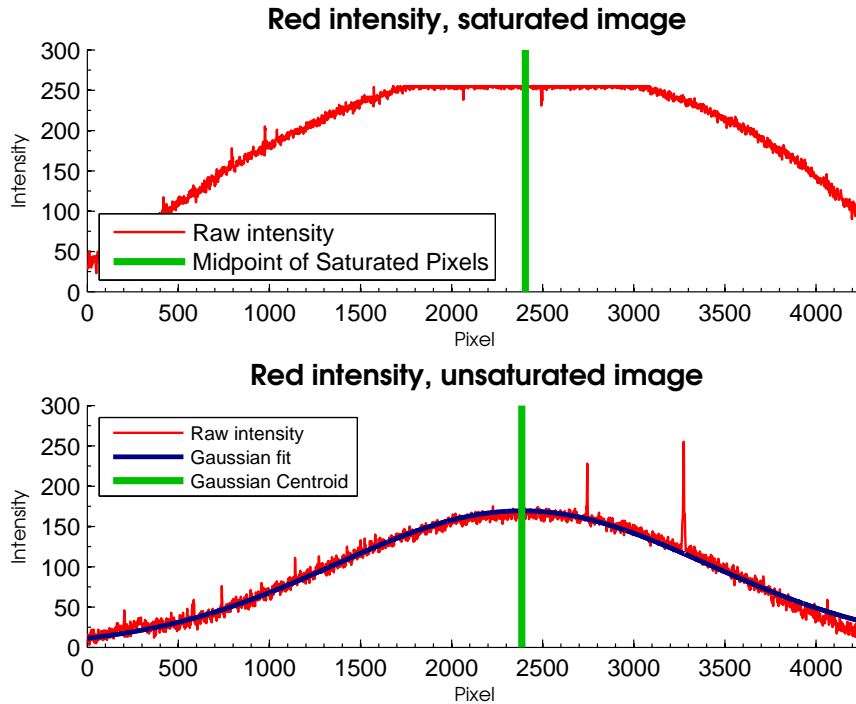 Red intensity, saturated image
300
250
200
150
100
50
0
Intensity
Raw intensity
Midpoint of Saturated Pixels
0 500 1000 1500 2000 2500 3000 3500 4000
Pixel
Red intensity, unsaturated image
300
250
200
150
100
50
0
Intensity
Raw intensity
Gaussian fit
Gaussian Centroid
0 500 1000 1500 2000 2500 3000 3500 4000
Pixel